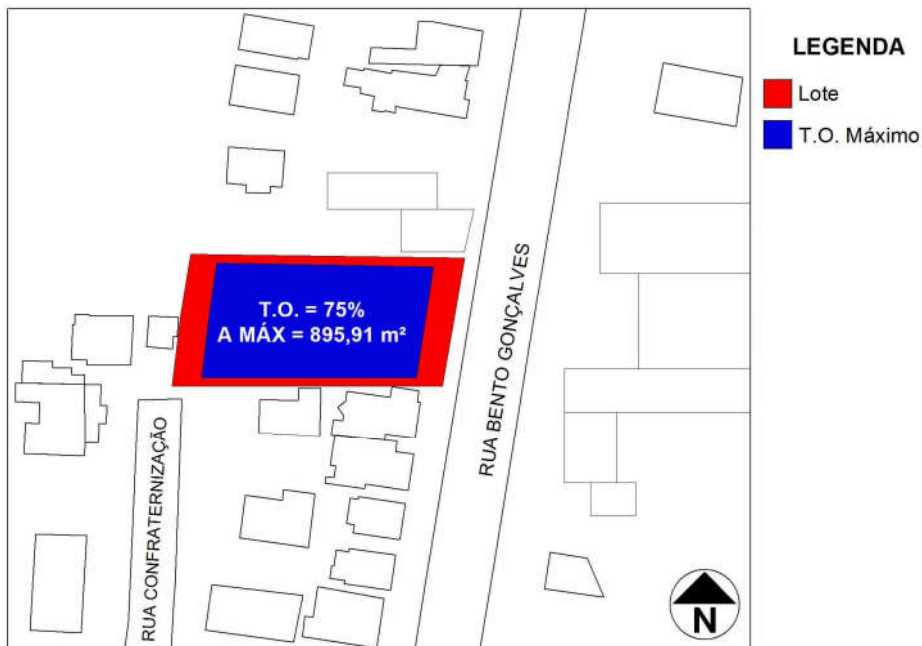 LEGENDA
Lote
T.O. Máximo
RUA BENTO GONÇALVES
T.O. = 75%
A MÁX = 895,91 m²
RUA CONFRATERNIZAÇÃO
N